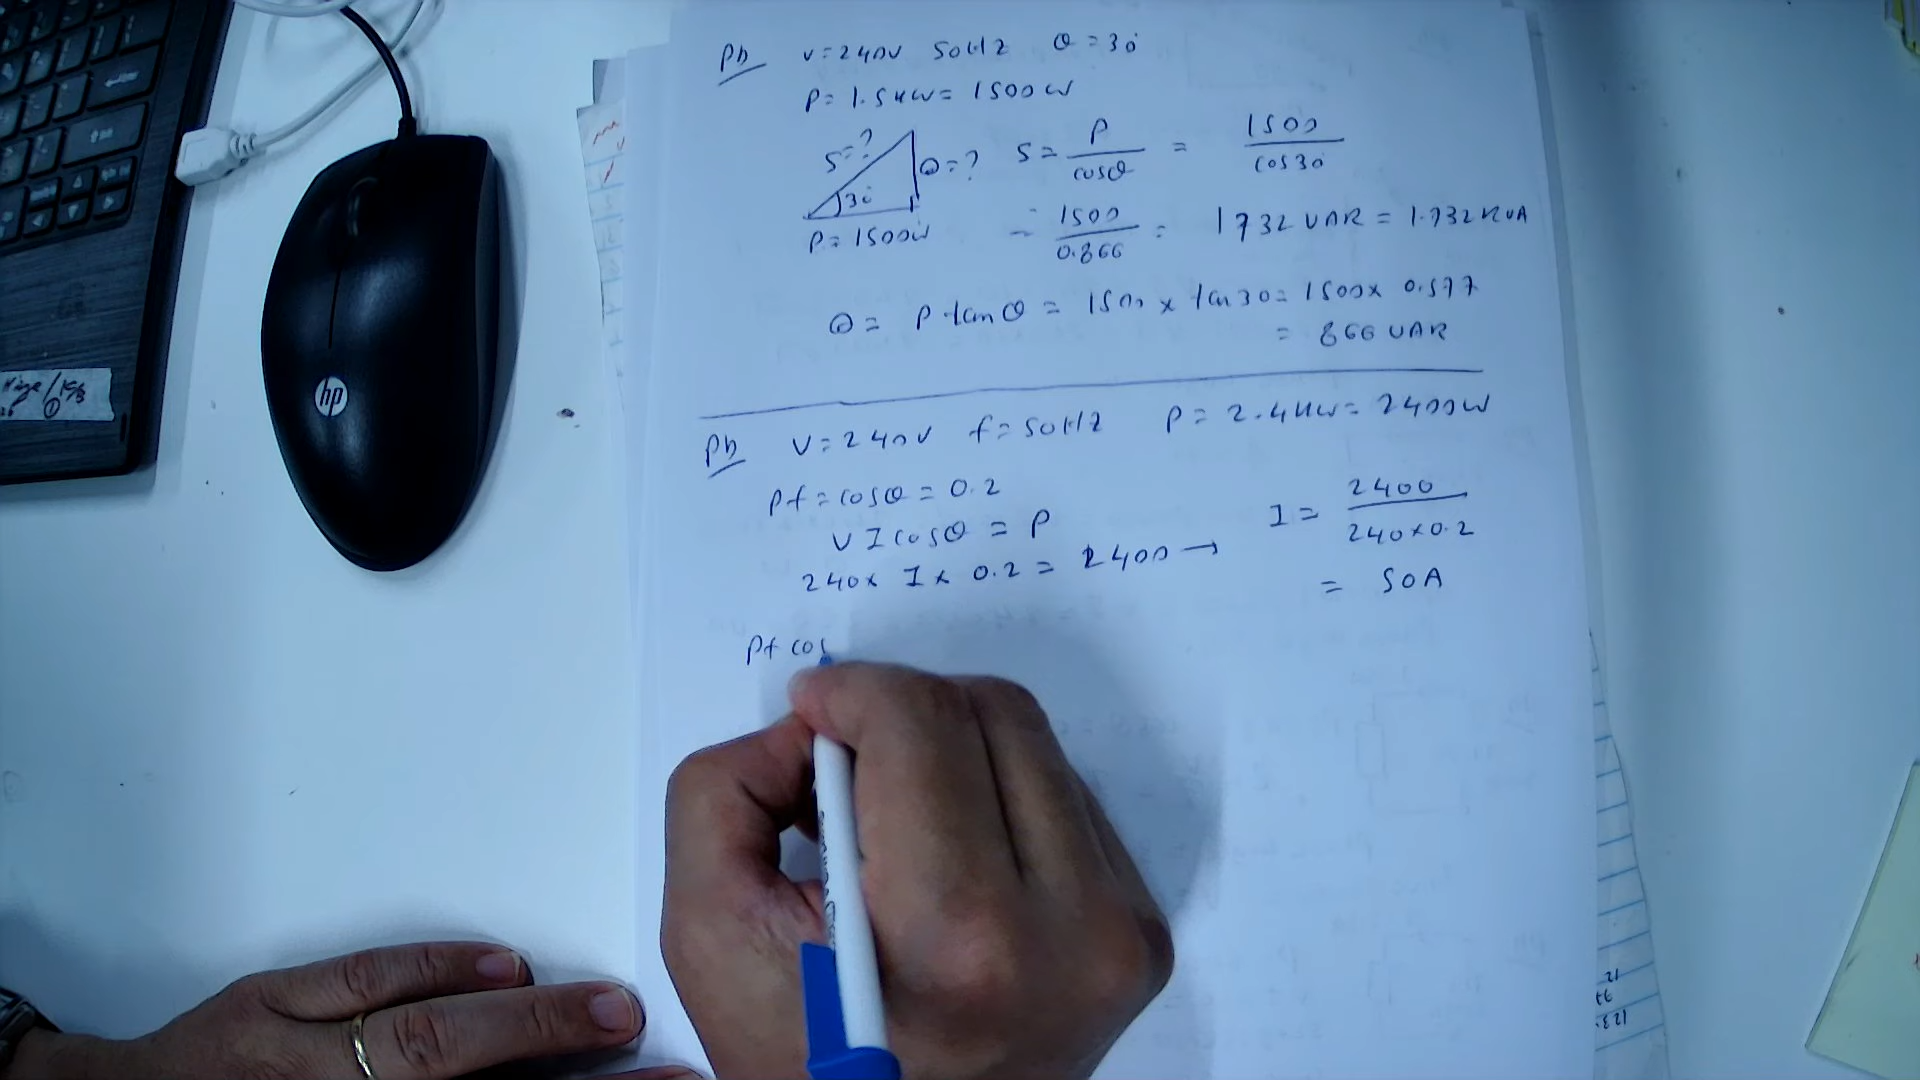 Pb V=240V 50Hz θ=30°
P=1.5KW=1500W
S=? Q=? S= P/cosθ = 1500/cos30°
30°
P=1500W = 1500/0.866 = 1732 VAR = 1.732KVA
Q = P tanθ = 1500 x tan30= 1500x 0.577
= 866 VAR
Pb V=240V f=50Hz P=2.4KW=2400W
Pf=cosθ=0.2
VIcosθ = P I= 2400/240x0.2
240x I x 0.2 = 2400 →
= 50A
Pf cos
hp